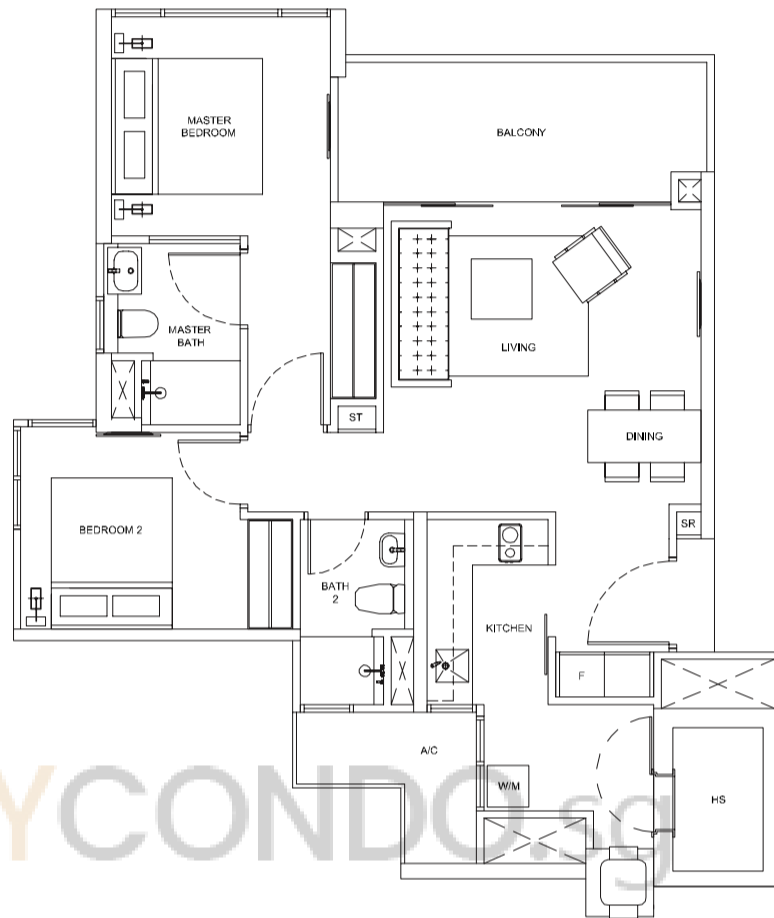 MASTER
BEDROOM
BALCONY
MASTER
BATH
LIVING
ST
DINING
BEDROOM 2
SR
BATH
2
KITCHEN
F
A/C
W/M
HS
YCONDO.sg